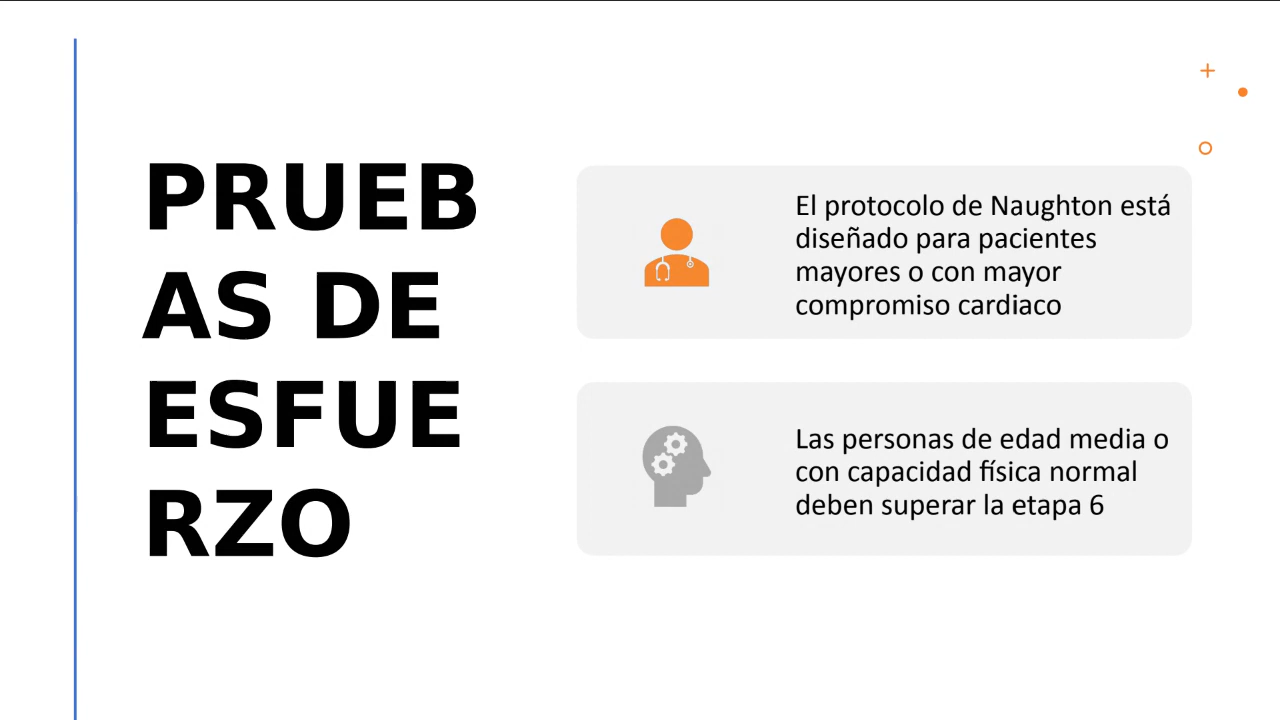 PRUEB
AS DE
ESFUE
RZO
El protocolo de Naughton está
diseñado para pacientes
mayores o con mayor
compromiso cardiaco
Las personas de edad media o
con capacidad física normal
deben superar la etapa 6